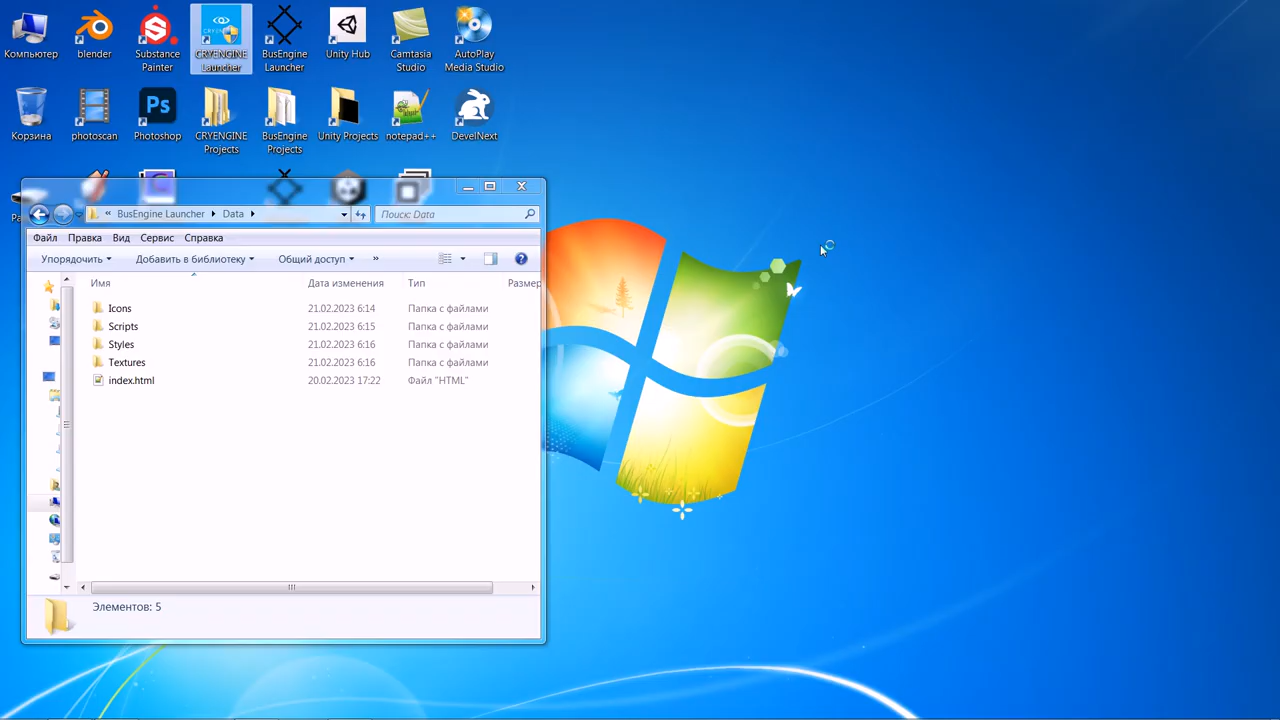 Компьютер
blender
Substance
Painter
CRYENGINE
Launcher
BusEngine
Launcher
Unity Hub
Camtasia
Studio
AutoPlay
Media Studio
Корзина
photoscan
Ps
Photoshop
CRYENGINE
Projects
BusEngine
Projects
Unity Projects
notepad++
DevelNext
« BusEngine Launcher Data
Поиск: Data
Файл Правка Вид Сервис Справка
Упорядочить Добавить в библиотеку Общий доступ »
Имя Дата изменения Тип Размер
Icons 21.02.2023 6:14 Папка с файлами
Scripts 21.02.2023 6:15 Папка с файлами
Styles 21.02.2023 6:16 Папка с файлами
Textures 21.02.2023 6:16 Папка с файлами
index.html 20.02.2023 17:22 Файл "HTML"
Элементов: 5